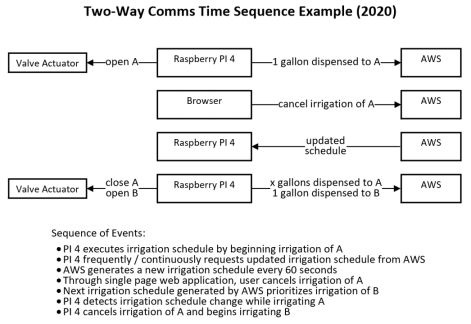 Two-Way Comms Time Sequence Example (2020)
Valve Actuator
open A
Raspberry PI 4
1 gallon dispensed to A
AWS
Browser
cancel irrigation of A
AWS
Raspberry PI 4
updated
schedule
AWS
Valve Actuator
close A
open B
Raspberry PI 4
x gallons dispensed to A
1 gallon dispensed to B
AWS
Sequence of Events:
• PI 4 executes irrigation schedule by beginning irrigation of A
• PI 4 frequently / continuously requests updated irrigation schedule from AWS
• AWS generates a new irrigation schedule every 60 seconds
• Through single page web application, user cancels irrigation of A
• Next irrigation schedule generated by AWS prioritizes irrigation of B
• PI 4 detects irrigation schedule change while irrigating A
• PI 4 cancels irrigation of A and begins irrigating B